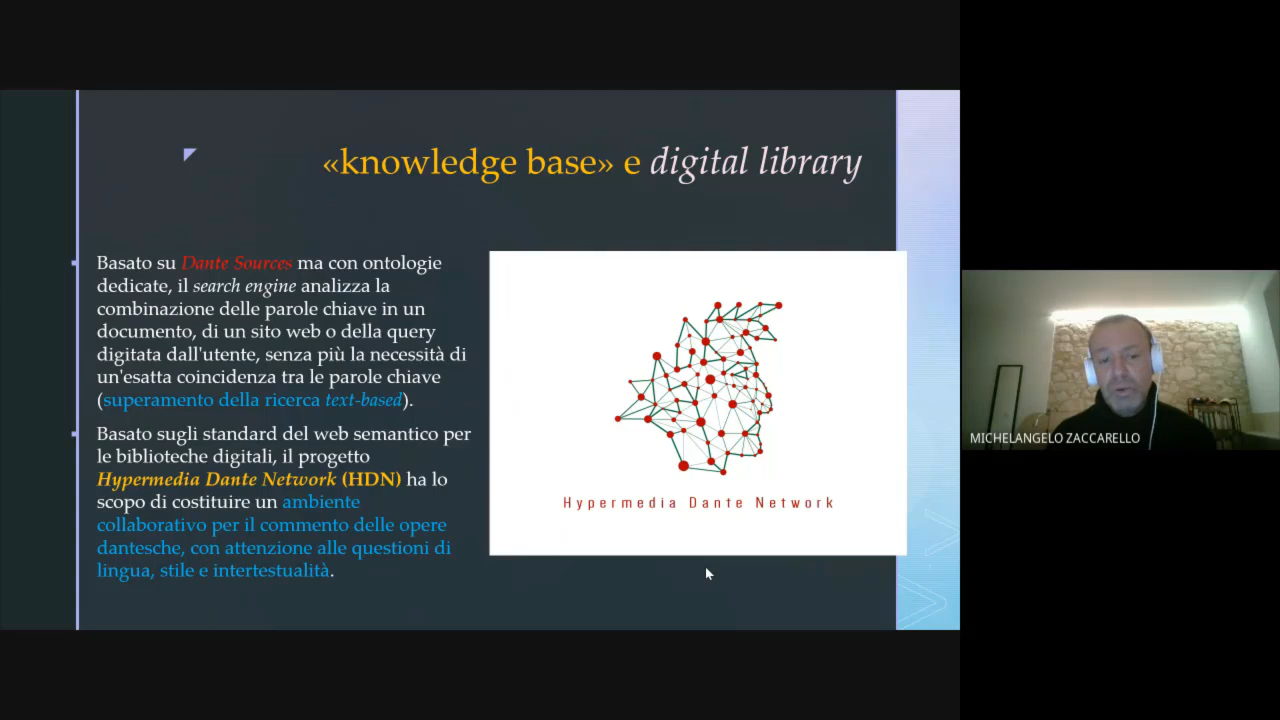 «knowledge base» e digital library
Basato su Dante Sources ma con ontologie
dedicate, il search engine analizza la
combinazione delle parole chiave in un
documento, di un sito web o della query
digitata dall'utente, senza più la necessità di
un'esatta coincidenza tra le parole chiave
(superamento della ricerca text-based).
Basato sugli standard del web semantico per
le biblioteche digitali, il progetto
Hypermedia Dante Network (HDN) ha lo
scopo di costituire un ambiente
collaborativo per il commento delle opere
dantesche, con attenzione alle questioni di
lingua, stile e intertestualità.
Hypermedia Dante Network
MICHELANGELO ZACCARELLO